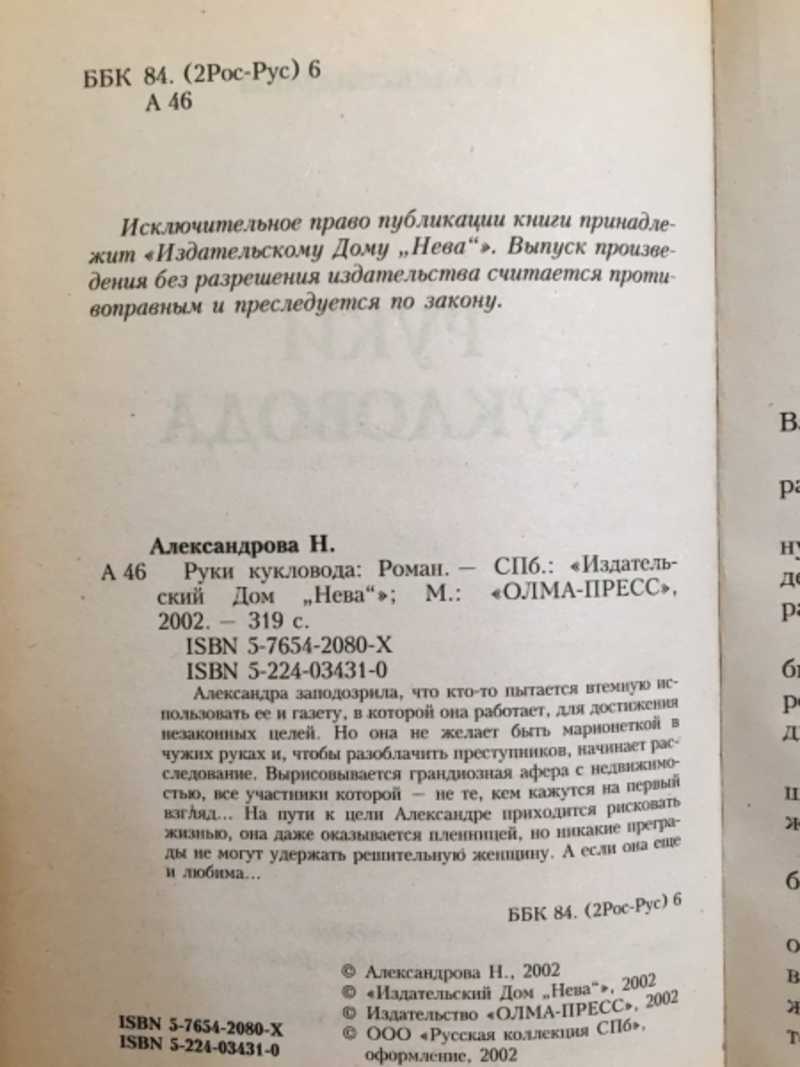 ББК 84. (2Рос-Рус) 6
А 46
Исключительное право публикации книги принадле-
жит «Издательскому Дому „Нева“». Выпуск произве-
дения без разрешения издательства считается проти-
воправным и преследуется по закону.
РУКИ
КУКЛОВОДА
Александрова Н.
А 46 Руки кукловода: Роман. — СПб.: «Издатель-
ский Дом „Нева“»; М.: «ОЛМА-ПРЕСС»,
2002. — 319 с.
ISBN 5-7654-2080-X
ISBN 5-224-03431-0
Александра заподозрила, что кто-то пытается втемную ис-
пользовать ее и газету, в которой она работает, для достижения
незаконных целей. Но она не желает быть марионеткой в
чужих руках и, чтобы разоблачить преступников, начинает рас-
следование. Вырисовывается грандиозная афера с недвижимо-
стью, все участники которой — не те, кем кажутся на первый
взгляд... На пути к цели Александре приходится рисковать
жизнью, она даже оказывается пленницей, но никакие прегра-
ды не могут удержать решительную женщину. А если она еще
и любима...
ББК 84. (2Рос-Рус) 6
© Александрова Н., 2002
© «Издательский Дом „Нева“», 2002
© Издательство «ОЛМА-ПРЕСС», 2002
© ООО «Русская коллекция СПб»,
оформление, 2002
ISBN 5-7654-2080-X
ISBN 5-224-03431-0